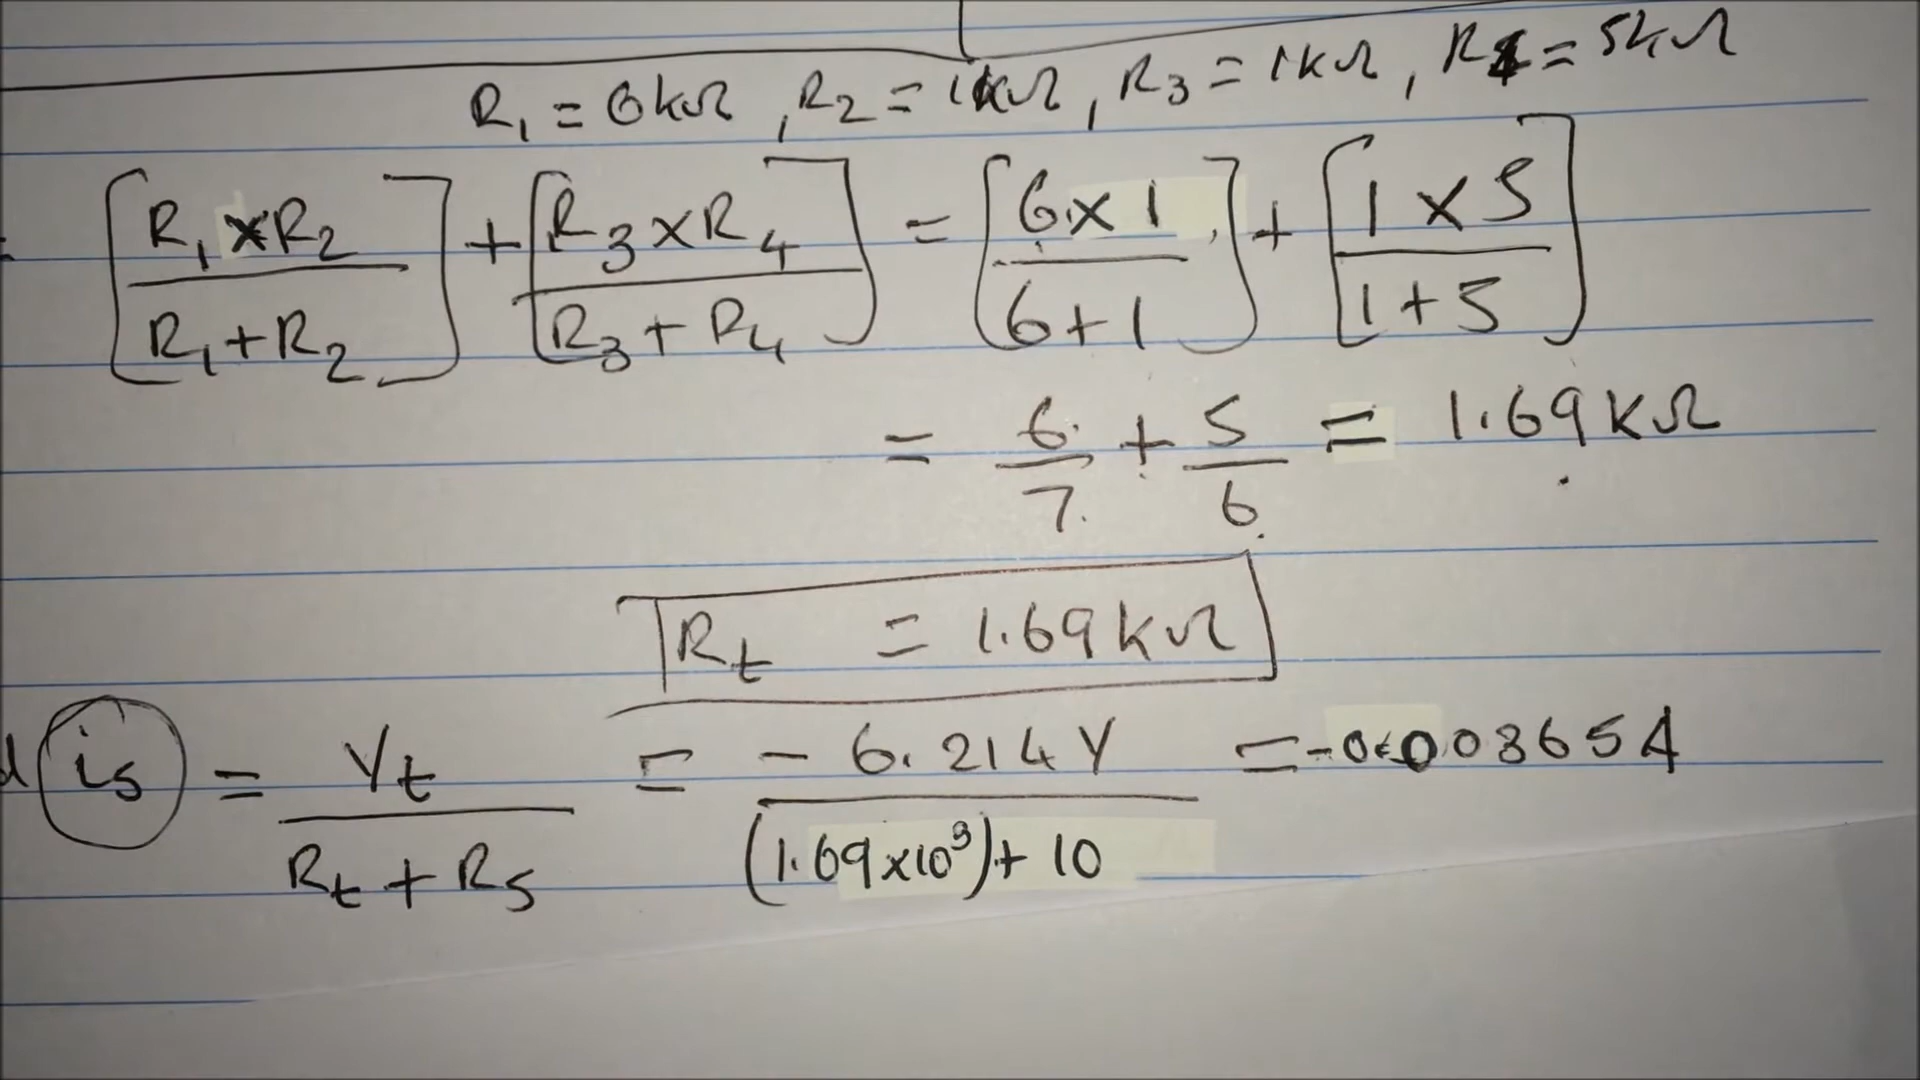 R₁ = 6kΩ, R₂ = 1kΩ, R₃ = 1kΩ, R₄ = 5kΩ
= [R₁ × R₂ / R₁ + R₂] + [R₃ × R₄ / R₃ + R₄] = [6 × 1 / 6 + 1] + [1 × 5 / 1 + 5]
= 6/7 + 5/6 = 1.69 kΩ
Rt = 1.69 kΩ
is = Vt / Rt + Rs = -6.214V / (1.69×10³) + 10 = -0.003654